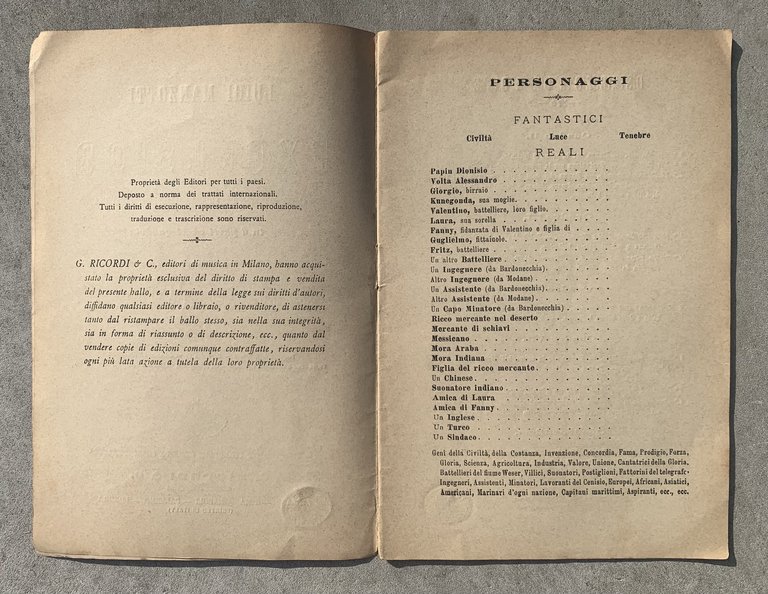 Proprietà degli Editori per tutti i paesi.
Deposto a norma dei trattati internazionali.
Tutti i diritti di esecuzione, rappresentazione, riproduzione,
traduzione e trascrizione sono riservati.
G. RICORDI & C., editori di musica in Milano, hanno acqui-
stato la proprietà esclusiva del diritto di stampa e vendita
del presente ballo, e a termine della legge sui diritti d'autori,
diffidano qualsiasi editore o libraio, o rivenditore, di astenersi
tanto dal ristampare il ballo stesso, sia nella sua integrità,
sia in forma di riassunto o di descrizione, ecc., quanto dal
vendere copie di edizioni comunque contraffatte, riservandosi
ogni più lata azione a tutela della loro proprietà.
PERSONAGGI
FANTASTICI
Civiltà Luce Tenebre
REALI
Papin Dionisio
Volta Alessandro
Giorgio, birraio
Kunegonda, sua moglie
Valentino, battelliere, loro figlio
Laura, sua sorella
Fanny, fidanzata di Valentino e figlia di
Guglielmo, fittaiuolo
Fritz, battelliere
Un altro Battelliere
Un Ingegnere (da Bardonecchia)
Altro Ingegnere (da Modane)
Un Assistente (da Bardonecchia)
Altro Assistente (da Modane)
Un Capo Minatore (da Bardonecchia)
Ricco mercante nel deserto
Mercante di schiavi
Messicano
Mora Araba
Mora Indiana
Figlia del ricco mercante
Un Chinese
Suonatore indiano
Amica di Laura
Amica di Fanny
Un Inglese
Un Turco
Un Sindaco
Genî della Civiltà, della Costanza, Invenzione, Concordia, Fama, Prodigio, Forza,
Gloria, Scienza, Agricoltura, Industria, Valore, Unione, Cantatrici della Gloria,
Battellieri del fiume Weser, Villici, Suonatori, Postiglioni, Fattorini del telegrafo
Ingegneri, Assistenti, Minatori, Lavoranti del Cenisio, Europei, Africani, Asiatici,
Americani, Marinari d'ogni nazione, Capitani marittimi, Aspiranti, ecc., ecc.